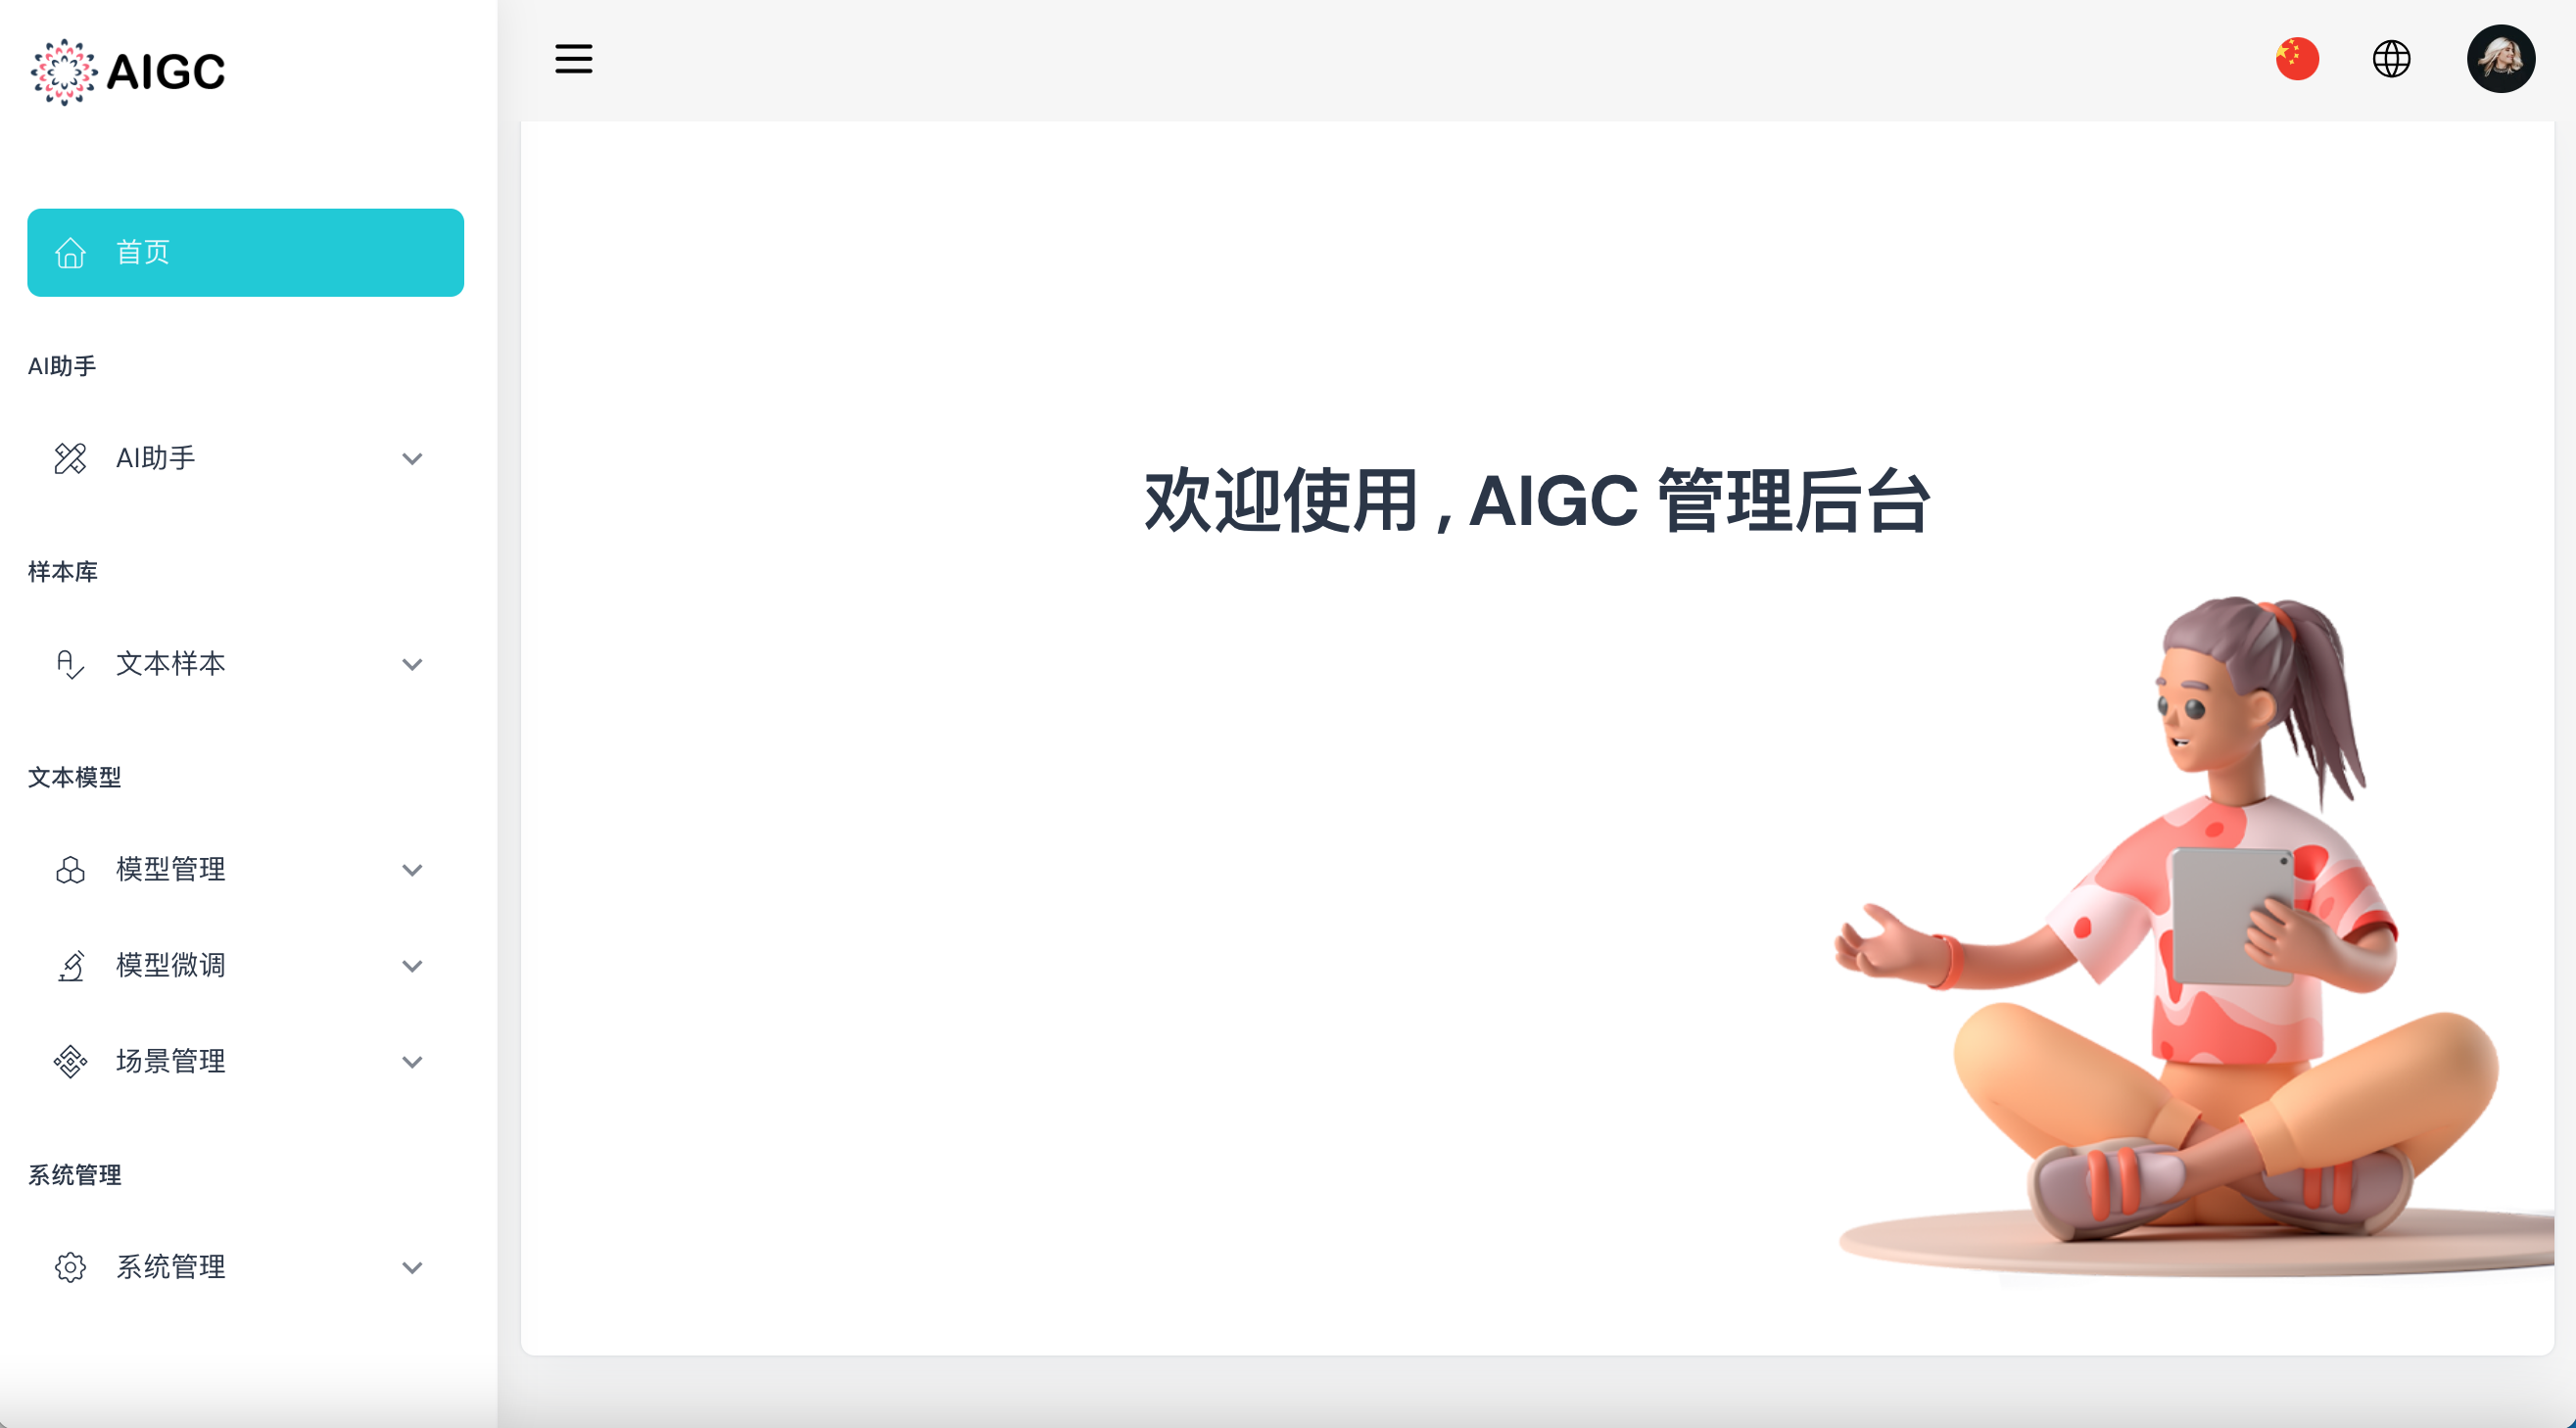 AIGC
首页
AI助手
AI助手
样本库
文本样本
文本模型
模型管理
模型微调
场景管理
系统管理
系统管理
欢迎使用 , AIGC 管理后台